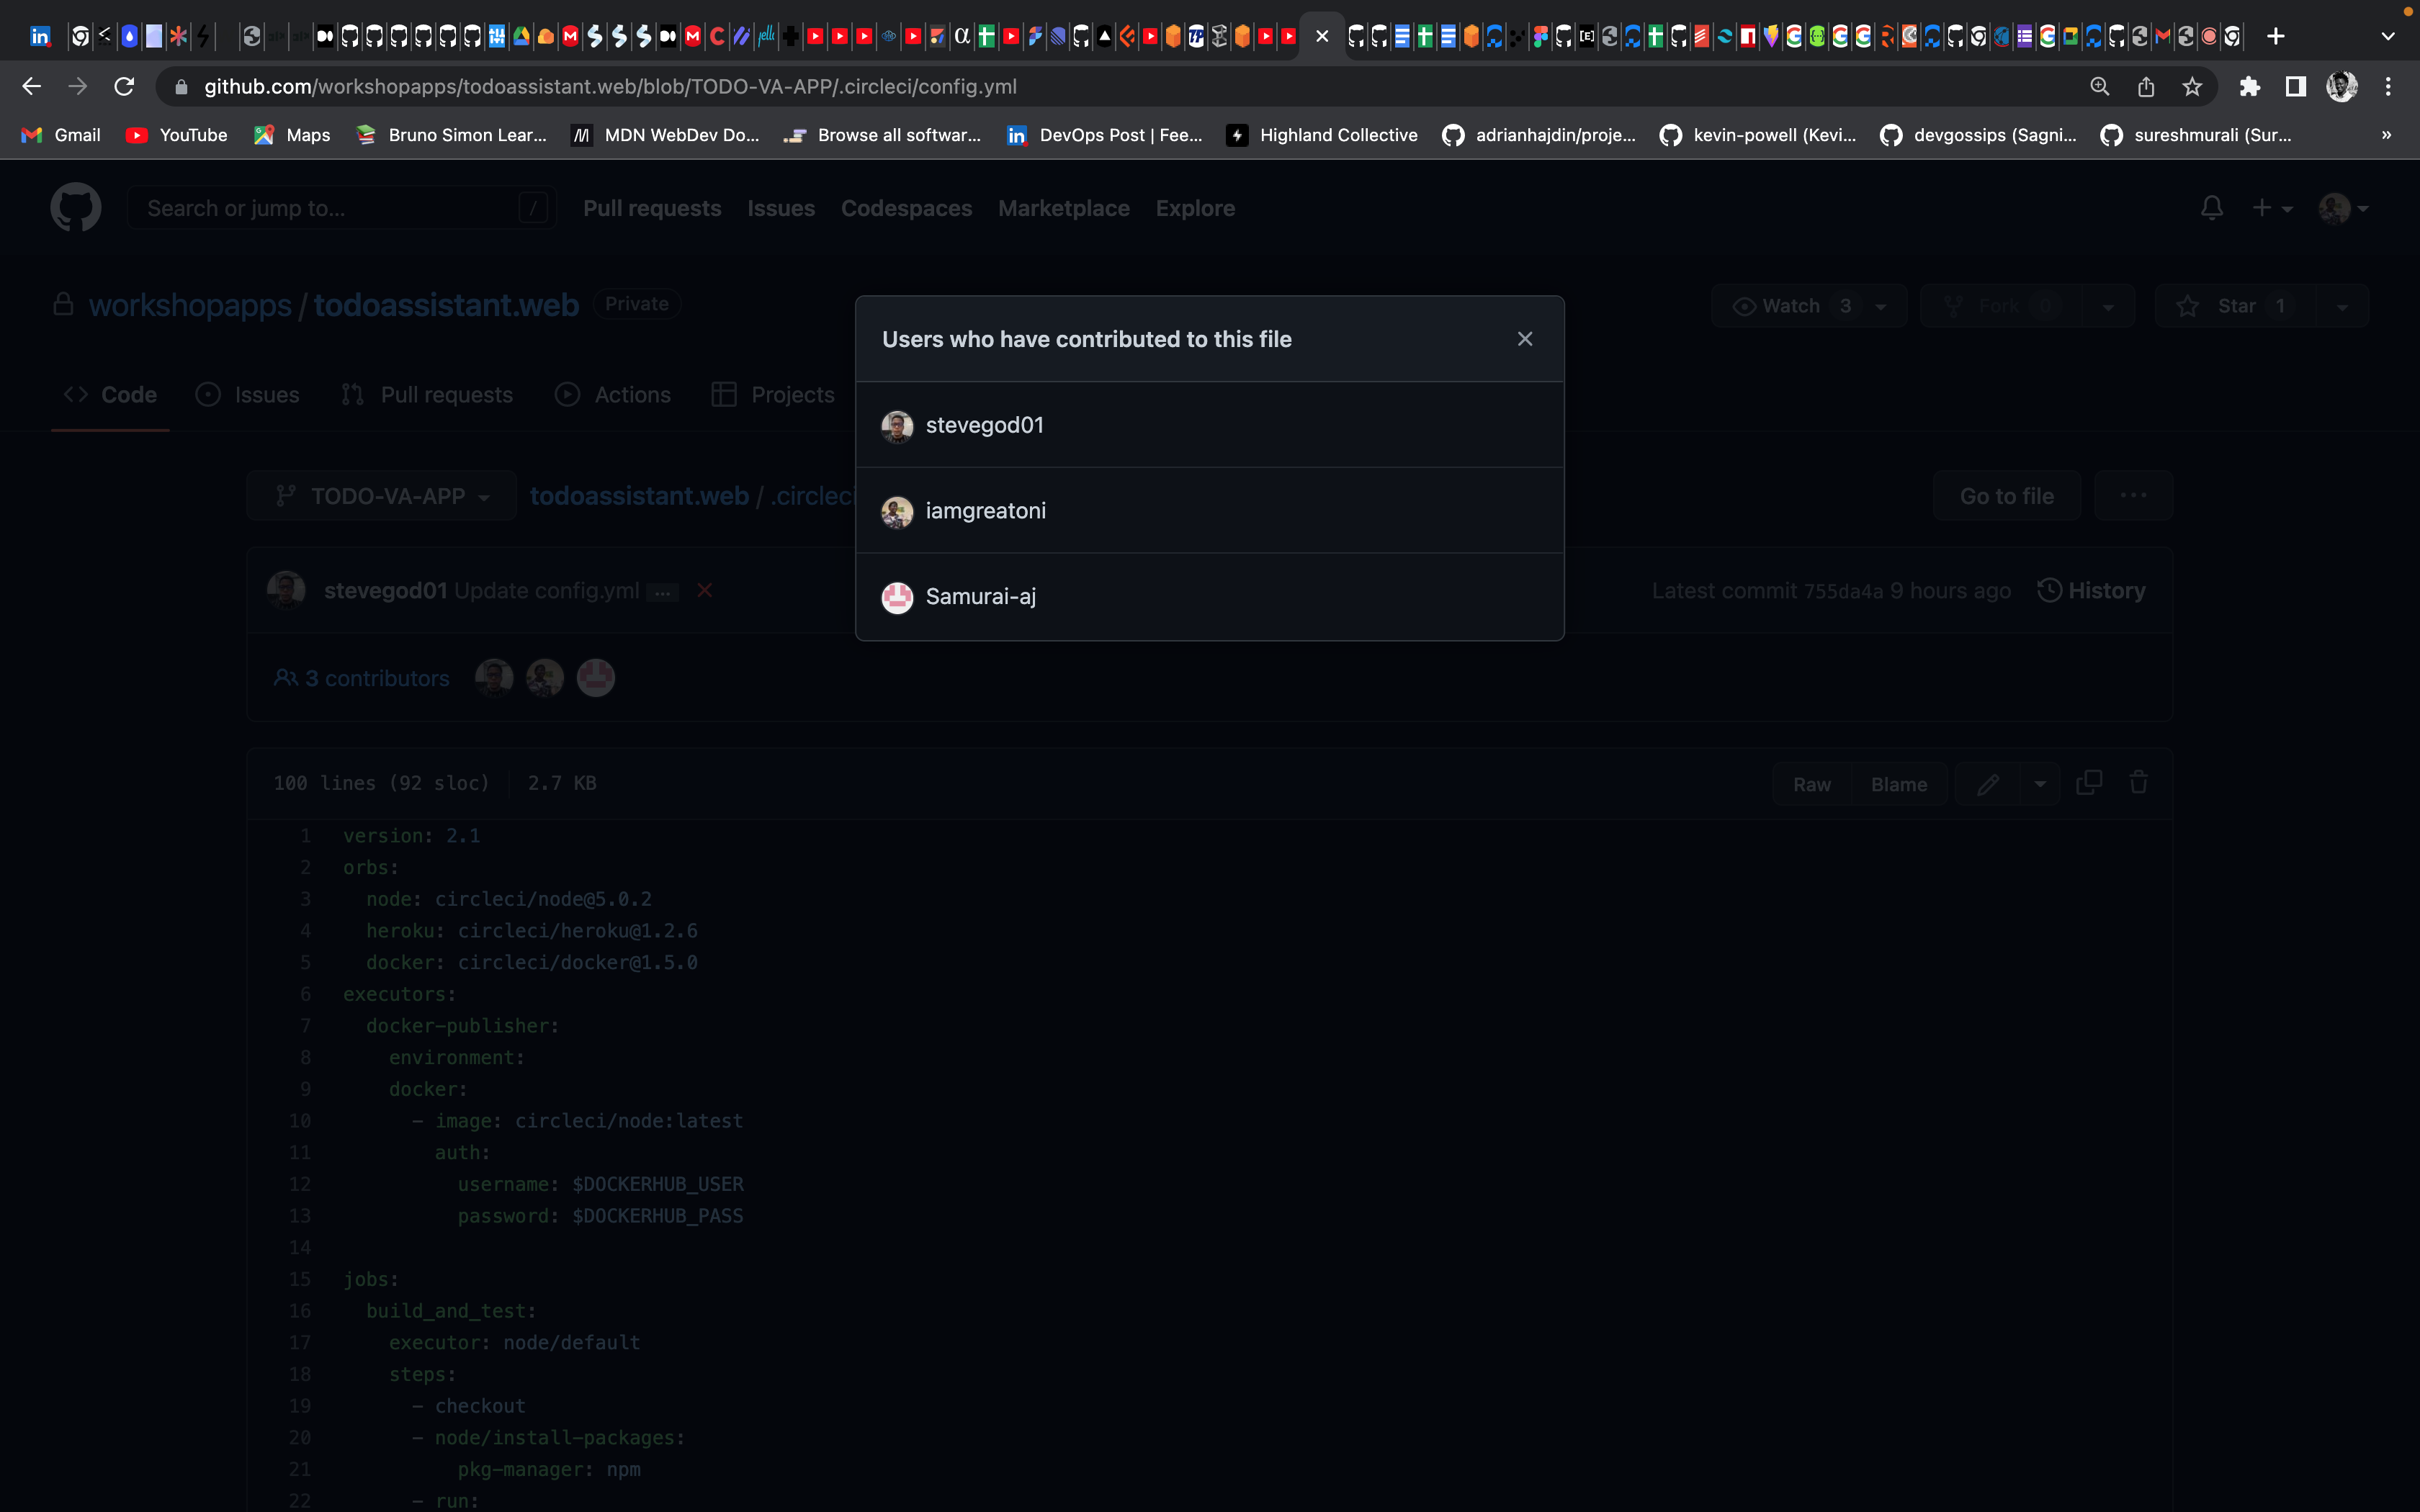 github.com/workshopapps/todoassistant.web/blob/TODO-VA-APP/.circleci/config.yml
Gmail YouTube Maps Bruno Simon Lear... MDN WebDev Do... Browse all softwar... DevOps Post | Fee... Highland Collective adrianhajdin/proje... kevin-powell (Kevi... devgossips (Sagni... sureshmurali (Sur... »
Search or jump to... / Pull requests Issues Codespaces Marketplace Explore
workshopapps / todoassistant.web Private
Watch 3 Fork 0 Star 1
Users who have contributed to this file
Code Issues Pull requests Actions Projects
stevegod01
iamgreatoni
Samurai-aj
TODO-VA-APP todoassistant.web / .circleci
Go to file ...
stevegod01 Update config.yml ...
Latest commit 755da4a 9 hours ago History
3 contributors
100 lines (92 sloc) 2.7 KB
Raw Blame
1 version: 2.1
2 orbs:
3 node: circleci/node@5.0.2
4 heroku: circleci/heroku@1.2.6
5 docker: circleci/docker@1.5.0
6 executors:
7 docker-publisher:
8 environment:
9 docker:
10 - image: circleci/node:latest
11 auth:
12 username: $DOCKERHUB_USER
13 password: $DOCKERHUB_PASS
14
15 jobs:
16 build_and_test:
17 executor: node/default
18 steps:
19 - checkout
20 - node/install-packages:
21 pkg-manager: npm
22 - run: